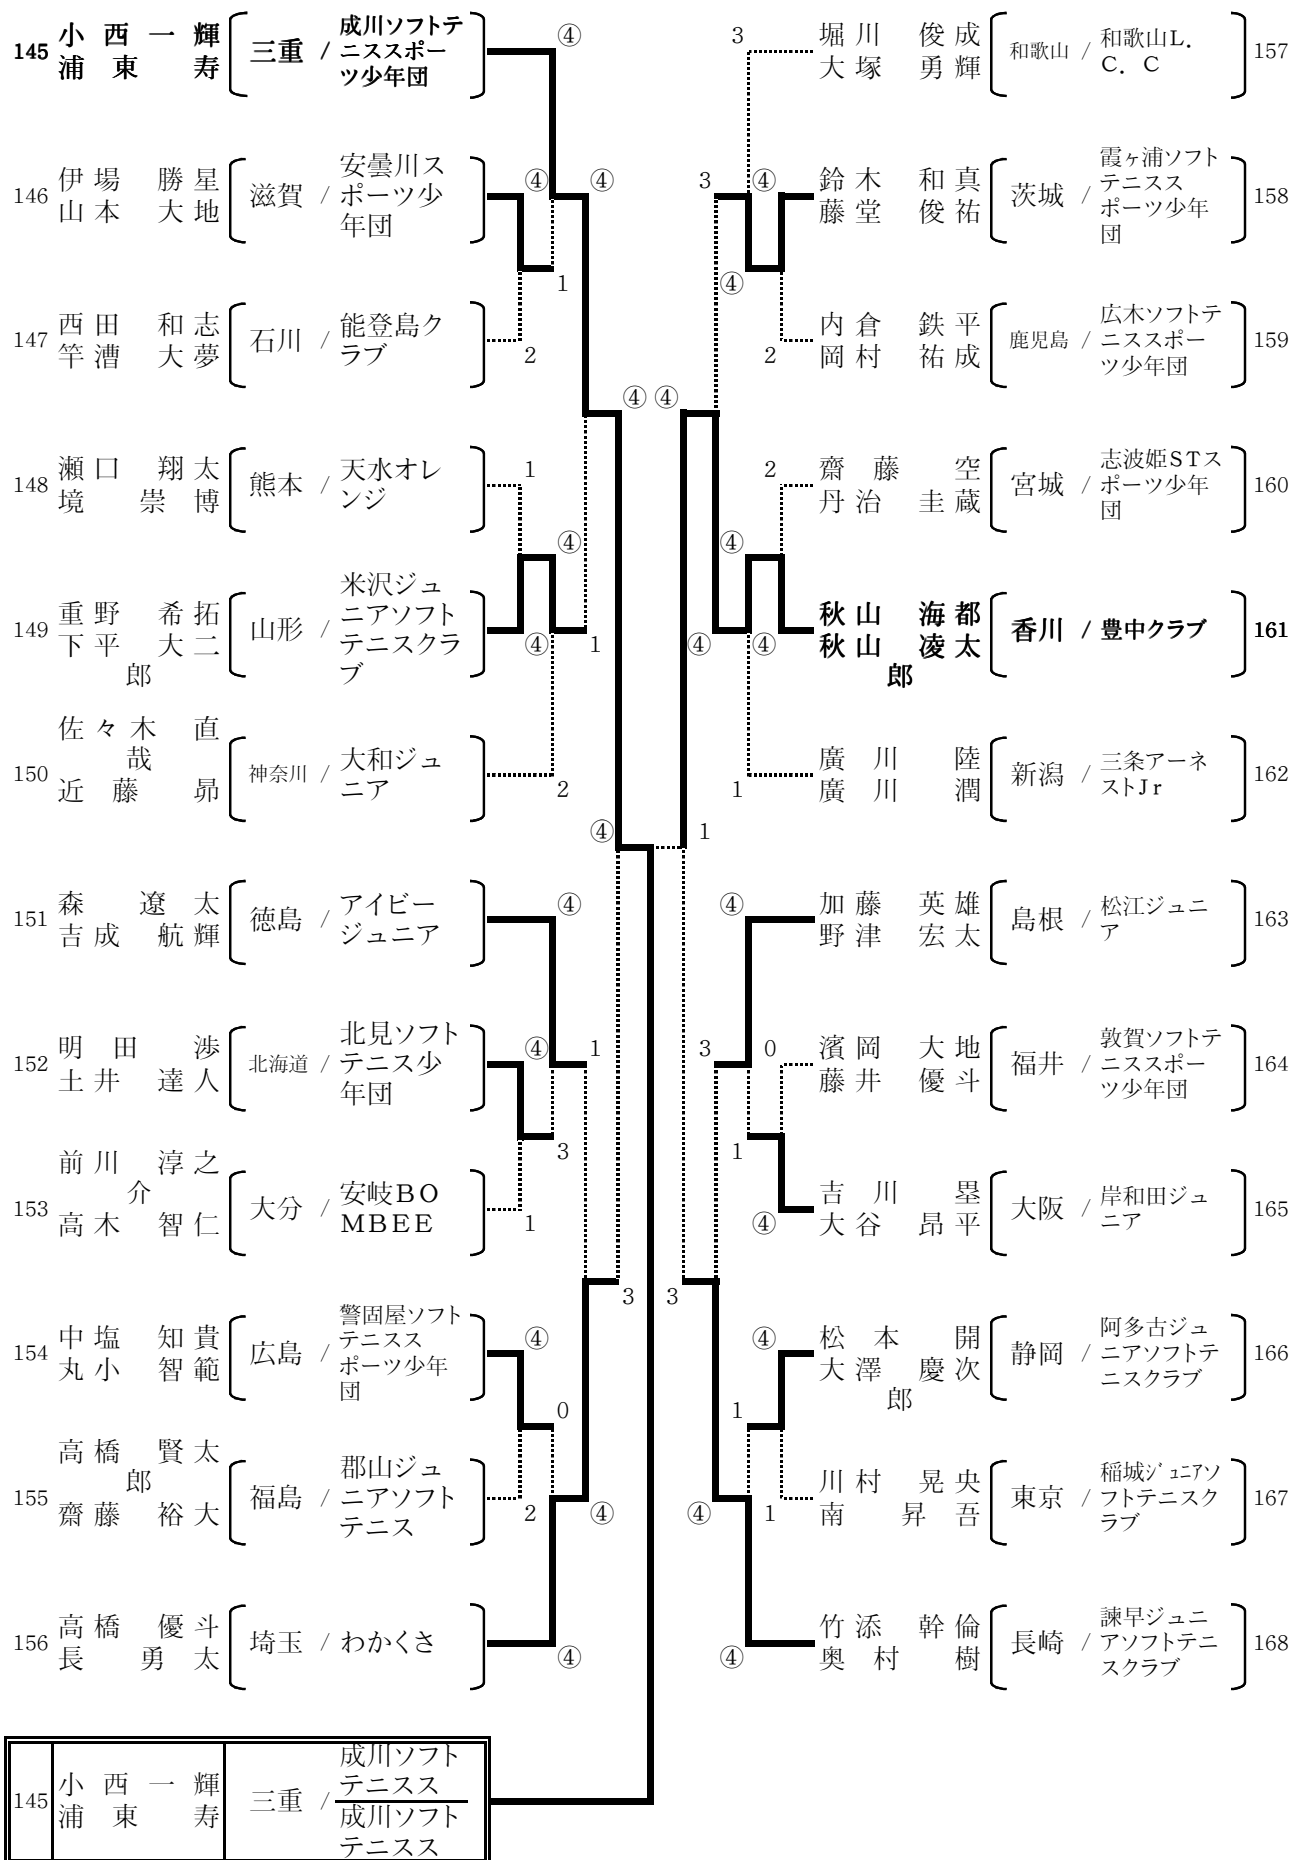 145
小西一輝
浦東寿
三重 /
成川ソフトテ
ニススポー
ツ少年団
④
146
伊場勝星
山本大地
滋賀 /
安曇川ス
ポーツ少
年団
④
④
1
147
西田和志
竿漕大夢
石川 /
能登島ク
ラブ
2
④
148
瀬口翔太
境崇博
熊本 /
天水オレ
ンジ
1
④
149
重野希拓
下平大二
郎
山形 /
米沢ジュ
ニアソフト
テニスクラ
ブ
④
1
150
佐々木直
哉
近藤昴
神奈川 /
大和ジュ
ニア
2
④
151
森遼太
吉成航輝
徳島 /
アイビー
ジュニア
④
152
明田渉
土井達人
北海道 /
北見ソフト
テニス少
年団
④
1
3
153
前川淳之
介
高木智仁
大分 /
安岐BO
MBEE
1
3
154
中塩知貴
丸小智範
広島 /
警固屋ソフト
テニスス
ポーツ少年
団
④
0
155
高橋賢太
郎
齋藤裕大
福島 /
郡山ジュ
ニアソフト
テニス
2
④
156
高橋優斗
長勇太
埼玉 /
わかくさ
④
145
小西一輝
浦東寿
三重 /
成川ソフト
テニスス
成川ソフト
テニスス
3
堀川俊成
大塚勇輝
和歌山 /
和歌山L.
C. C
157
3
④
鈴木和真
藤堂俊祐
茨城 /
霞ヶ浦ソフト
テニスス
ポーツ少年
団
158
④
2
内倉鉄平
岡村祐成
鹿児島 /
広木ソフトテ
ニススポー
ツ少年団
159
④
2
齋藤空
丹治圭蔵
宮城 /
志波姫STス
ポーツ少年
団
160
④
④
④
秋山海都
秋山凌太
郎
香川 /
豊中クラブ
161
1
廣川陸
廣川潤
新潟 /
三条アーネ
ストJr
162
1
④
加藤英雄
野津宏太
島根 /
松江ジュニ
ア
163
3
0
濱岡大地
藤井優斗
福井 /
敦賀ソフトテ
ニススポー
ツ少年団
164
1
④
吉川塁
大谷昂平
大阪 /
岸和田ジュ
ニア
165
3
④
松本開
大澤慶次
郎
静岡 /
阿多古ジュ
ニアソフトテ
ニスクラブ
166
1
④
1
川村晃央
南昇吾
東京 /
稲城ジュニアソ
フトテニスク
ラブ
167
④
竹添幹倫
奥村樹
長崎 /
諫早ジュニ
アソフトテニ
スクラブ
168